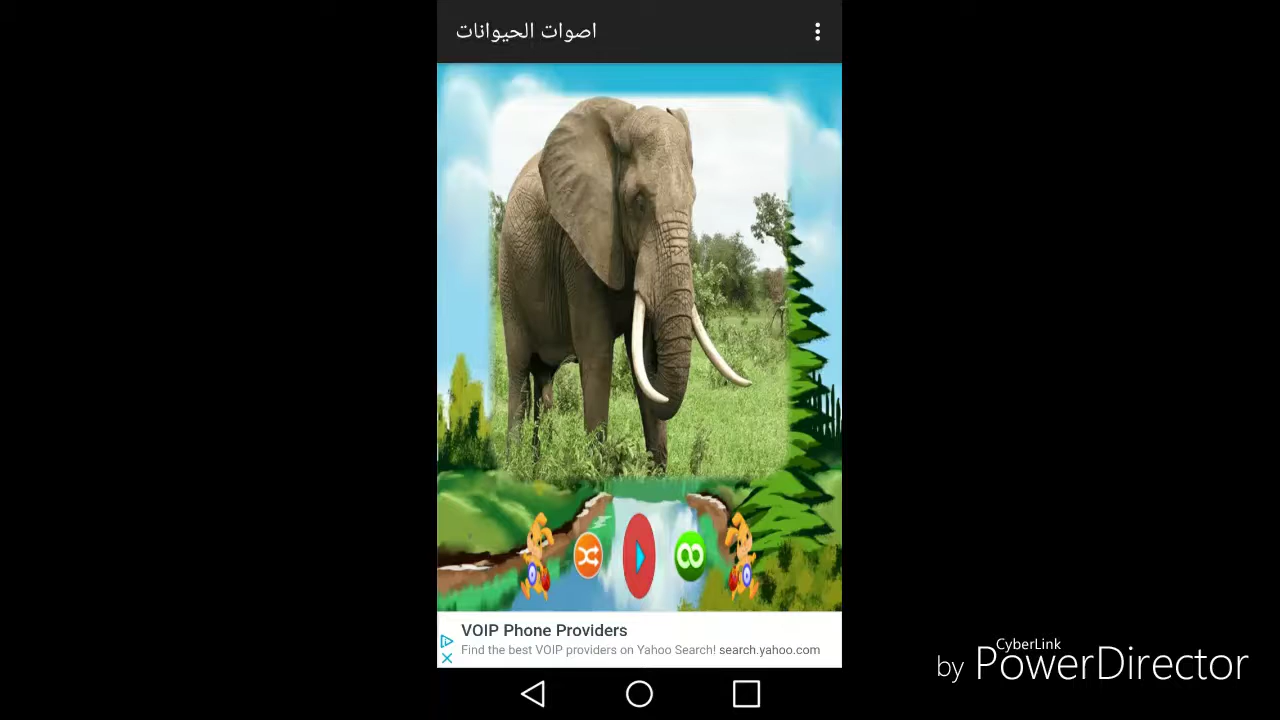 اصوات الحيوانات
VOIP Phone Providers
Find the best VOIP providers on Yahoo Search! search.yahoo.com
CyberLink
by PowerDirector